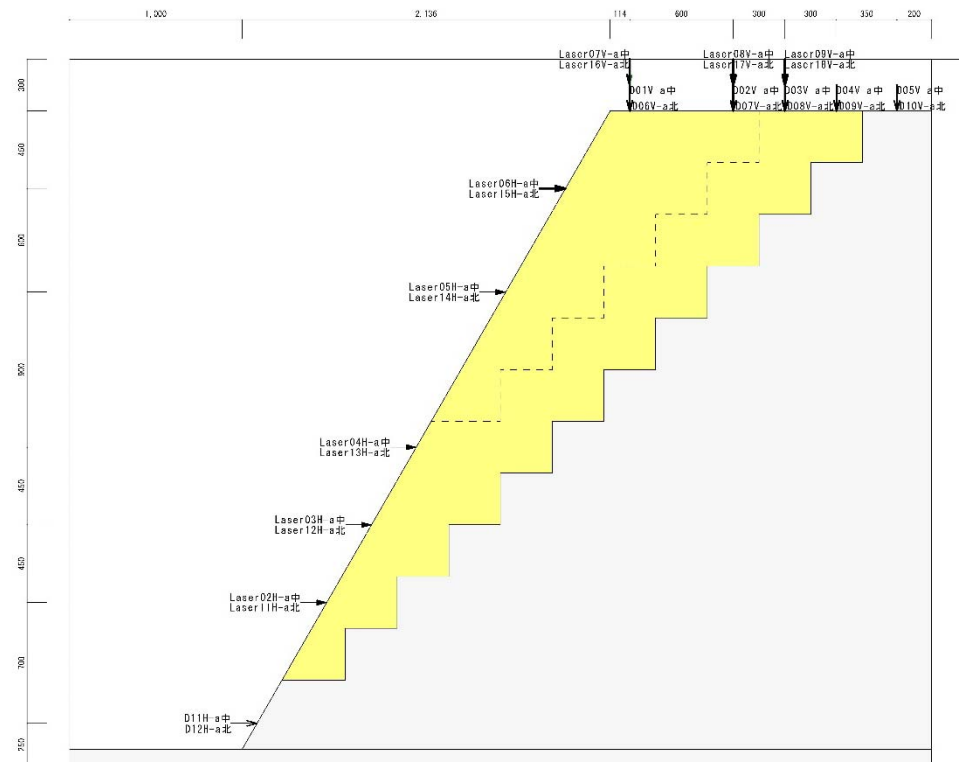 1,000
2,136
114
600
300
300
350
200
Laser07V-a中
Laser16V-a北
Laser08V-a中
Laser17V-a北
Laser09V-a中
Laser18V-a北
300
D01V a中
D06V-a北
D02V a中
D07V-a北
D03V a中
D08V-a北
D04V a中
D09V-a北
D05V a中
D10V-a北
450
Laser06H-a中
Laser15H-a北
600
Laser05H-a中
Laser14H-a北
900
Laser04H-a中
Laser13H-a北
450
Laser03H-a中
Laser12H-a北
450
Laser02H-a中
Laser11H-a北
700
D11H-a中
D12H-a北
250